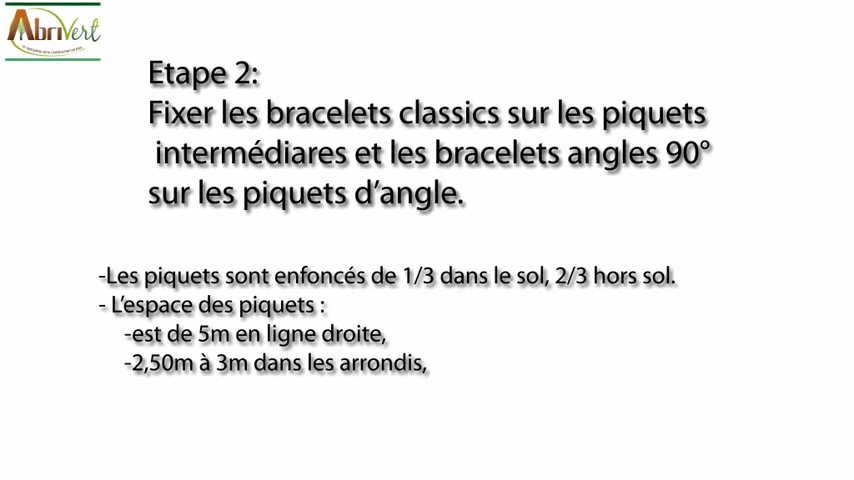 AbriVert
Etape 2:
Fixer les bracelets classics sur les piquets
intermédiares et les bracelets angles 90°
sur les piquets d’angle.
-Les piquets sont enfoncés de 1/3 dans le sol, 2/3 hors sol.
- L’espace des piquets :
-est de 5m en ligne droite,
-2,50m à 3m dans les arrondis,